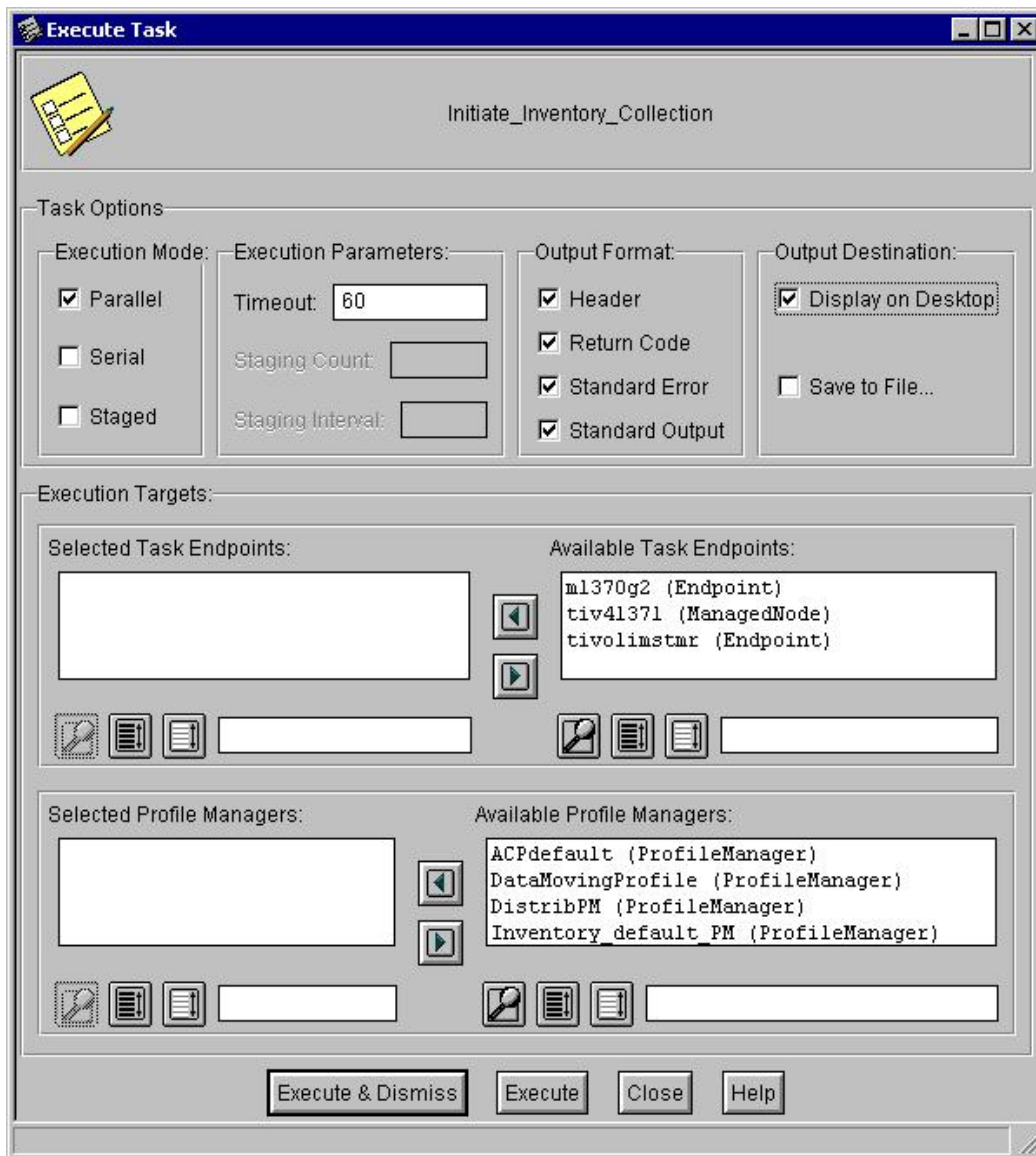 Execute Task
Initiate_Inventory_Collection
Task Options
Execution Mode:
Parallel
Serial
Staged
Execution Parameters:
Timeout: 60
Staging Count:
Staging Interval:
Output Format:
Header
Return Code
Standard Error
Standard Output
Output Destination:
Display on Desktop
Save to File...
Execution Targets:
Selected Task Endpoints:
Available Task Endpoints:
ml370g2 (Endpoint)
tiv4l37l (ManagedNode)
tivolimstmr (Endpoint)
Selected Profile Managers:
Available Profile Managers:
ACPdefault (ProfileManager)
DataMovingProfile (ProfileManager)
DistribPM (ProfileManager)
Inventory_default_PM (ProfileManager)
Execute & Dismiss
Execute
Close
Help